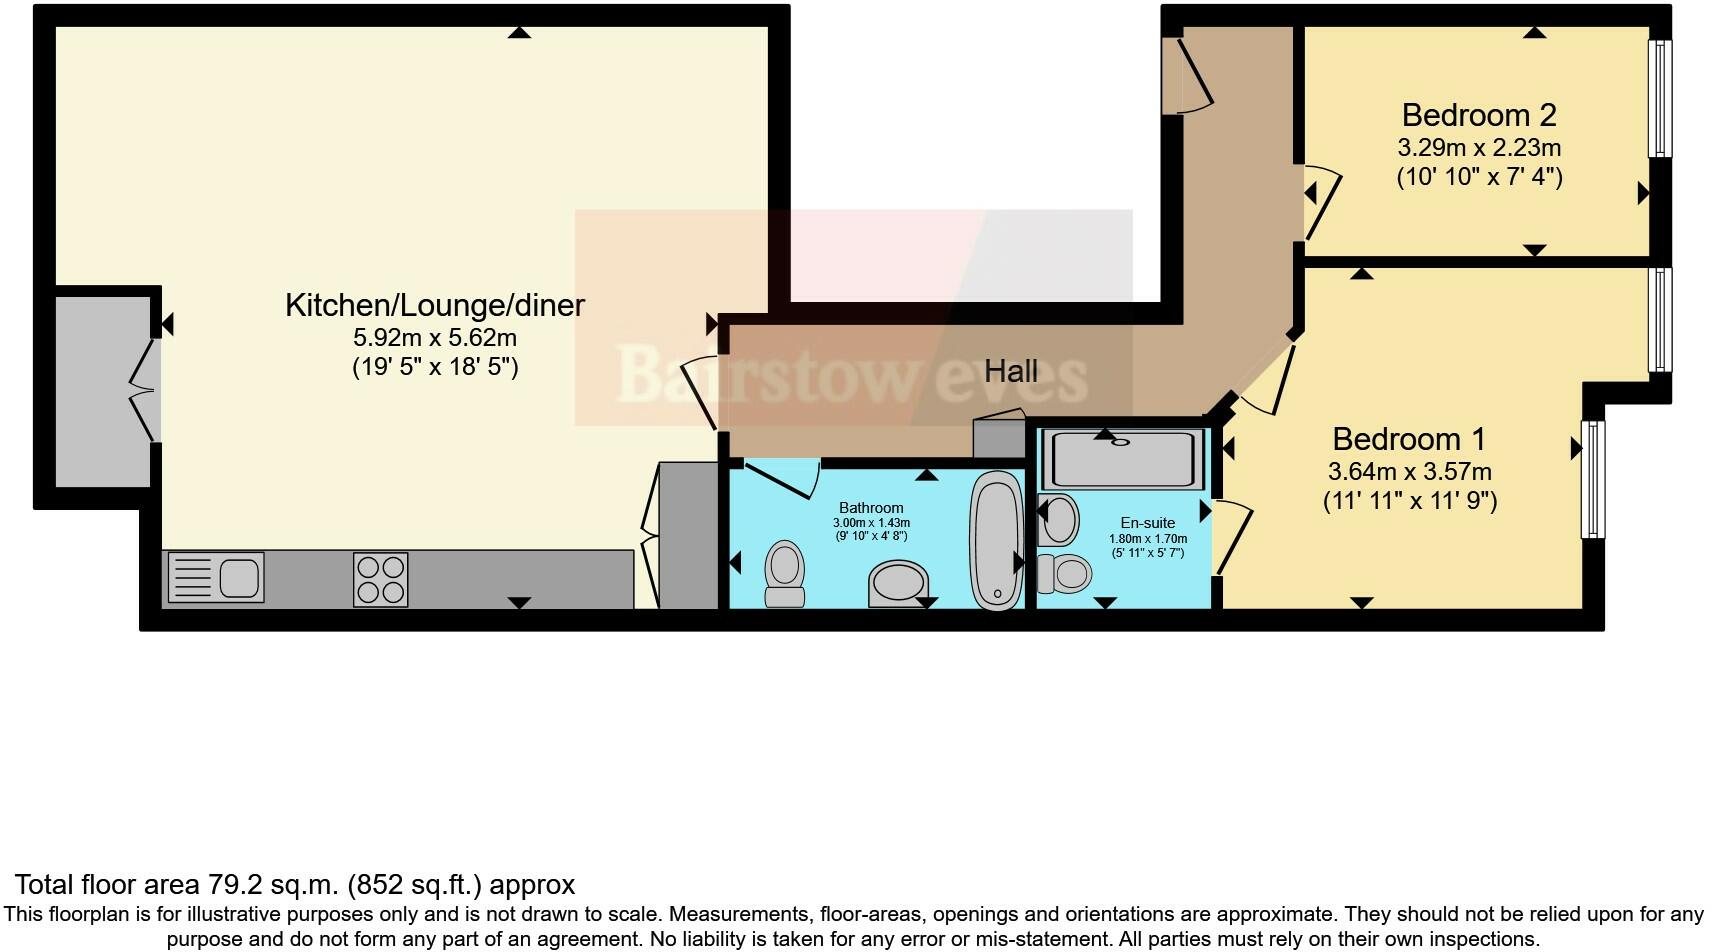 Bedroom 2
3.29m x 2.23m
(10' 10" x 7' 4")
Kitchen/Lounge/diner
5.92m x 5.62m
(19' 5" x 18' 5")
Bairstow eves
Hall
Bedroom 1
3.64m x 3.57m
(11' 11" x 11' 9")
Bathroom
3.00m x 1.43m
(9' 10" x 4' 8")
En-suite
1.80m x 1.70m
(5' 11" x 5' 7")
Total floor area 79.2 sq.m. (852 sq.ft.) approx
This floorplan is for illustrative purposes only and is not drawn to scale. Measurements, floor-areas, openings and orientations are approximate. They should not be relied upon for any
purpose and do not form any part of an agreement. No liability is taken for any error or mis-statement. All parties must rely on their own inspections.